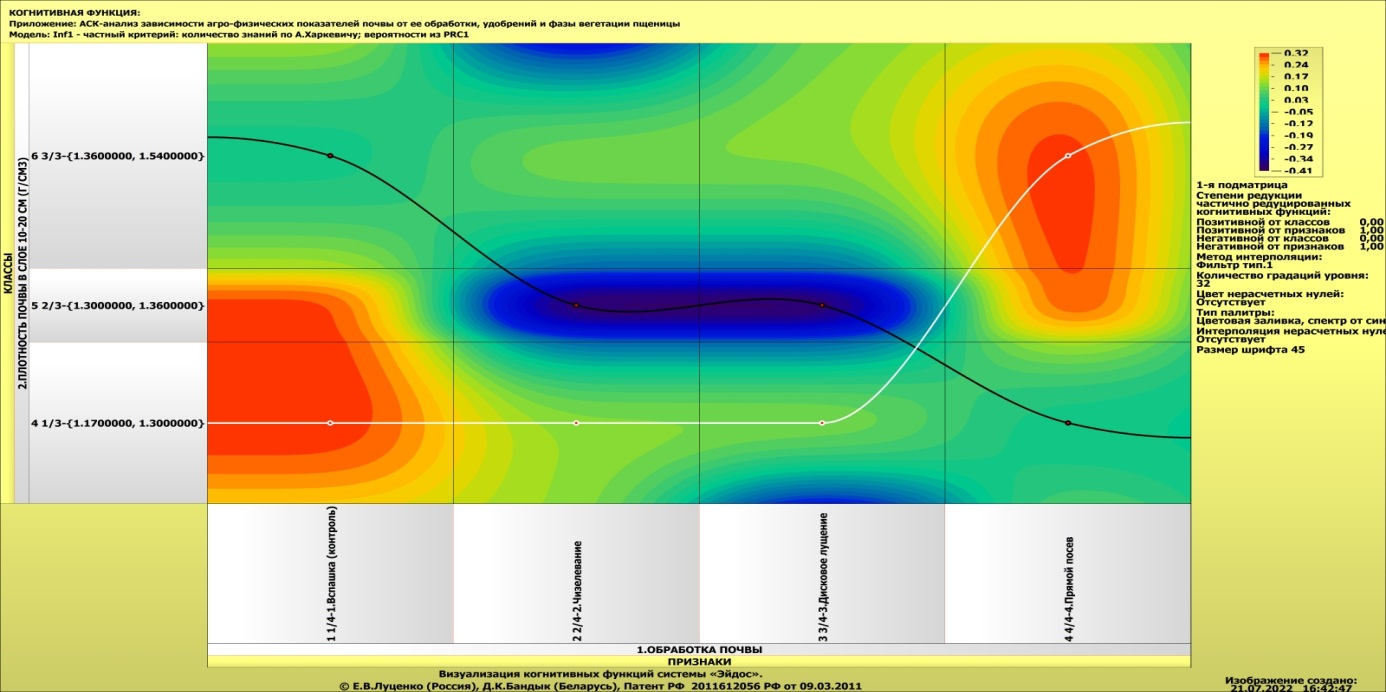 КОГНИТИВНАЯ ФУНКЦИЯ:
Приложение: АСК-анализ зависимости агро-физических показателей почвы от ее обработки, удобрений и фазы вегетации пщеницы
Модель: Inf1 - частный критерий: количество знаний по А.Харкевичу; вероятности из PRC1
КЛАССЫ
2.ПЛОТНОСТЬ ПОЧВЫ В СЛОЕ 10-20 СМ (Г/СМ3)
6 3/3-{1.3600000, 1.5400000}
5 2/3-{1.3000000, 1.3600000}
4 1/3-{1.1700000, 1.3000000}
1 1/4-1.Вспашка (контроль)
2 2/4-2.Чизелевание
3 3/4-3.Дисковое лущение
4 4/4-4.Прямой посев
1.ОБРАБОТКА ПОЧВЫ
ПРИЗНАКИ
0.32
0.24
0.17
0.10
0.03
-0.05
-0.12
-0.19
-0.27
-0.34
-0.41
1-я подматрица
Степени редукции
частично редуцированных
когнитивных функций:
Позитивной от классов 0,00
Позитивной от признаков 1,00
Негативной от классов 0,00
Негативной от признаков 1,00
Метод интерполяции:
Фильтр тип.1
Количество градаций уровня:
32
Цвет нерасчетных нулей:
Отсутствует
Тип палитры:
Цветовая заливка, спектр от син
Интерполяция нерасчетных нуле
Отсутствует
Размер шрифта 45
Визуализация когнитивных функций системы «Эйдос».
© Е.В.Луценко (Россия), Д.К.Бандык (Беларусь), Патент РФ 2011612056 РФ от 09.03.2011
Изображение создано:
21.07.2022 16:42:47